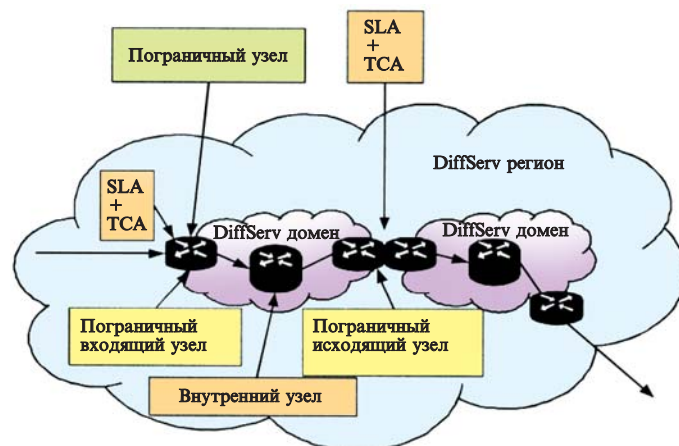 SLA
+
TCA
Пограничный узел
DiffServ регион
SLA
+
TCA
DiffServ домен
DiffServ домен
Пограничный
входящий узел
Пограничный
исходящий узел
Внутренний узел